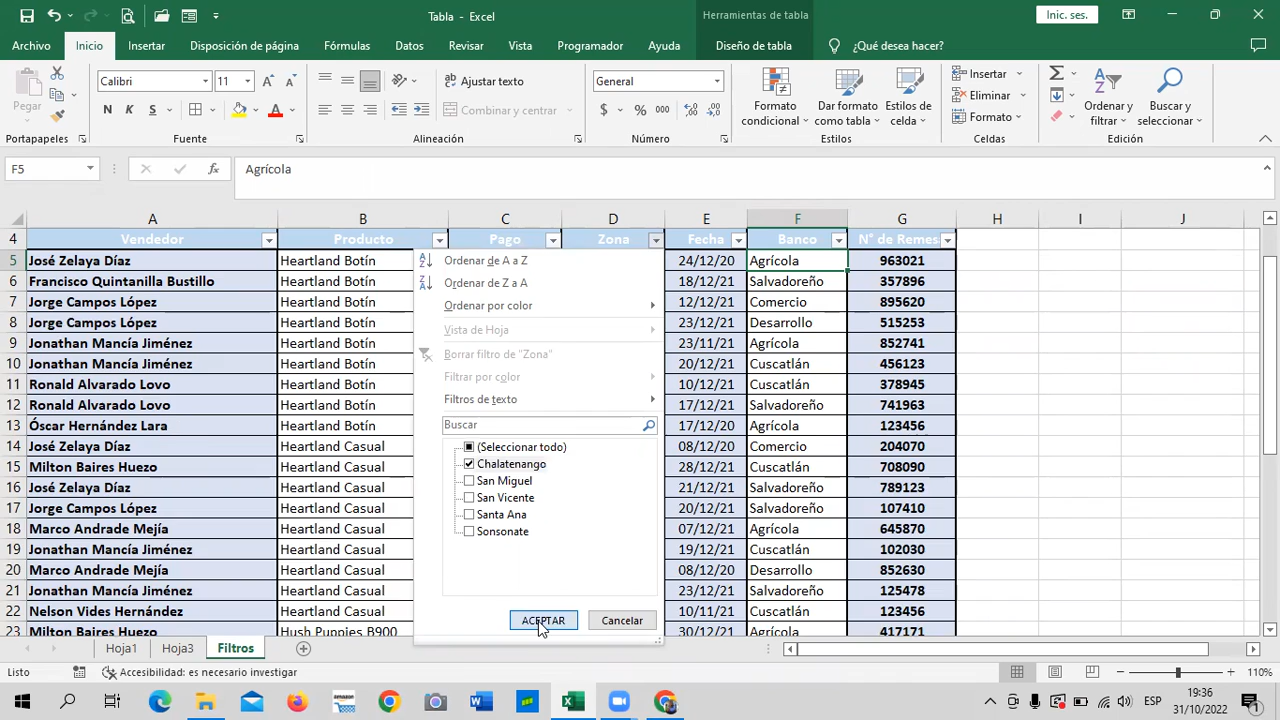 Tabla - Excel
Herramientas de tabla
Inic. ses.
Archivo Inicio Insertar Disposición de página Fórmulas Datos Revisar Vista Programador Ayuda Diseño de tabla ¿Qué desea hacer?
Pegar
Calibri 11
N K S
Ajustar texto
Combinar y centrar
General
$ % 000
Formato condicional
Dar formato como tabla
Estilos de celda
Insertar
Eliminar
Formato
Ordenar y filtrar
Buscar y seleccionar
Portapapeles Fuente Alineación Número Estilos Celdas Edición
F5 fx Agrícola
A B C D E F G H I J
4 Vendedor Producto Pago Zona Fecha Banco N° de Remes
5 José Zelaya Díaz Heartland Botín 24/12/20 Agrícola 963021
6 Francisco Quintanilla Bustillo Heartland Botín 18/12/21 Salvadoreño 357896
7 Jorge Campos López Heartland Botín 12/12/21 Comercio 895620
8 Jorge Campos López Heartland Botín 23/12/21 Desarrollo 515253
9 Jonathan Mancía Jiménez Heartland Botín 23/11/21 Agrícola 852741
10 Jonathan Mancía Jiménez Heartland Botín 20/12/21 Cuscatlán 456123
11 Ronald Alvarado Lovo Heartland Botín 10/12/21 Cuscatlán 378945
12 Ronald Alvarado Lovo Heartland Botín 17/12/21 Salvadoreño 741963
13 Óscar Hernández Lara Heartland Botín 17/12/20 Agrícola 123456
14 José Zelaya Díaz Heartland Casual 08/12/21 Comercio 204070
15 Milton Baires Huezo Heartland Casual 28/12/21 Cuscatlán 708090
16 José Zelaya Díaz Heartland Casual 21/12/21 Salvadoreño 789123
17 Jorge Campos López Heartland Casual 20/12/21 Salvadoreño 107410
18 Marco Andrade Mejía Heartland Casual 07/12/21 Agrícola 645870
19 Jonathan Mancía Jiménez Heartland Casual 19/12/21 Cuscatlán 102030
20 Marco Andrade Mejía Heartland Casual 08/12/20 Desarrollo 852630
21 Jonathan Mancía Jiménez Heartland Casual 23/12/21 Salvadoreño 125478
22 Nelson Vides Hernández Heartland Casual 10/11/21 Cuscatlán 123456
23 Milton Baires Huezo Hush Puppies B900 30/12/21 Agrícola 417171
Ordenar de A a Z
Ordenar de Z a A
Ordenar por color
Vista de Hoja
Borrar filtro de "Zona"
Filtrar por color
Filtros de texto
Buscar
(Seleccionar todo)
Chalatenango
San Miguel
San Vicente
Santa Ana
Sonsonate
ACEPTAR Cancelar
Hoja1 Hoja3 Filtros
Listo Accesibilidad: es necesario investigar 110%
ESP 19:36
31/10/2022